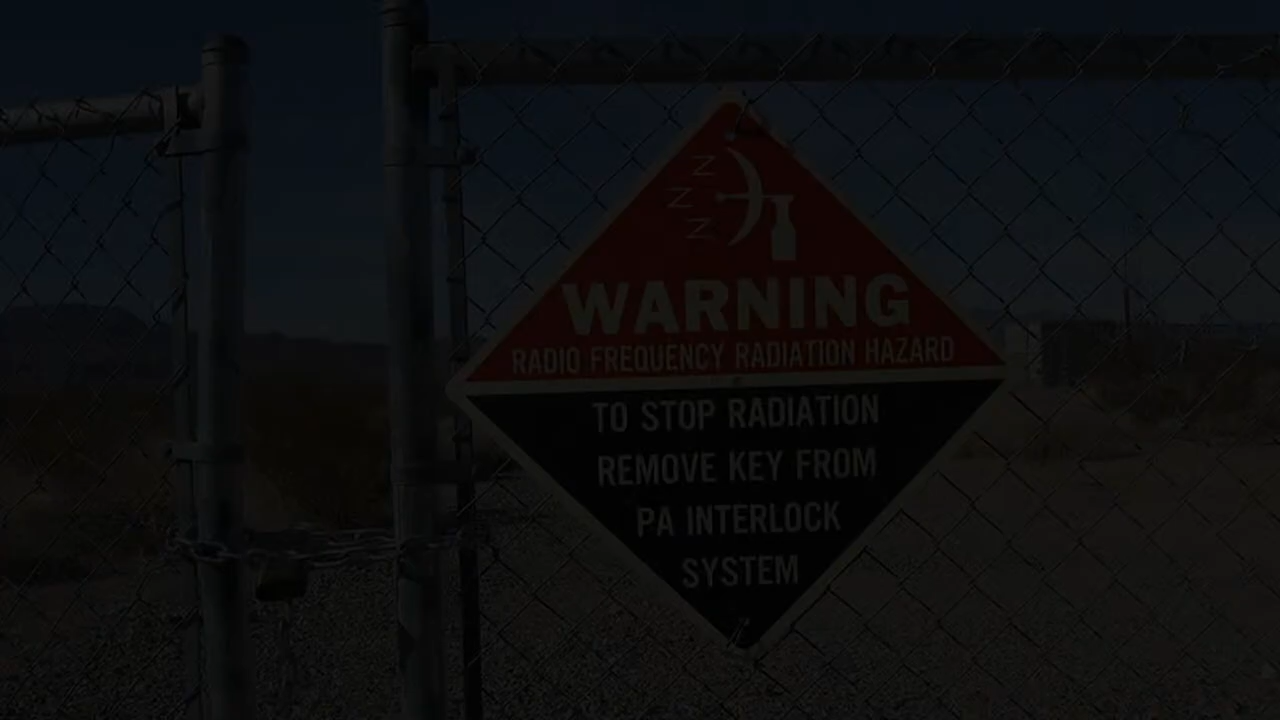 WARNING
RADIO FREQUENCY RADIATION HAZARD
TO STOP RADIATION
REMOVE KEY FROM
PA INTERLOCK
SYSTEM